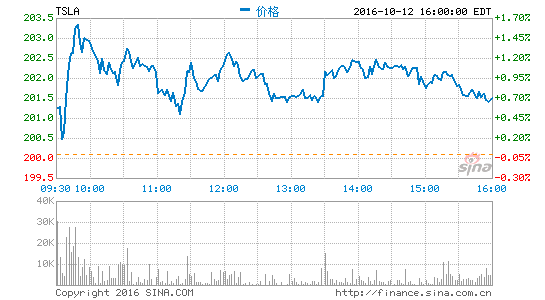 TSLA 价格 2016-10-12 16:00:00 EDT
203.5 1.70%
203.0 1.45%
202.5 1.20%
202.0 0.95%
201.5 0.70%
201.0 0.45%
200.5 0.20%
200.0 0.05%
199.5 0.30%
09:30 10:00 11:00 12:00 13:00 14:00 15:00 16:00
sina
40K
30K
20K
10K
Copyright 2016 SINA.COM http://finance.sina.com.cn